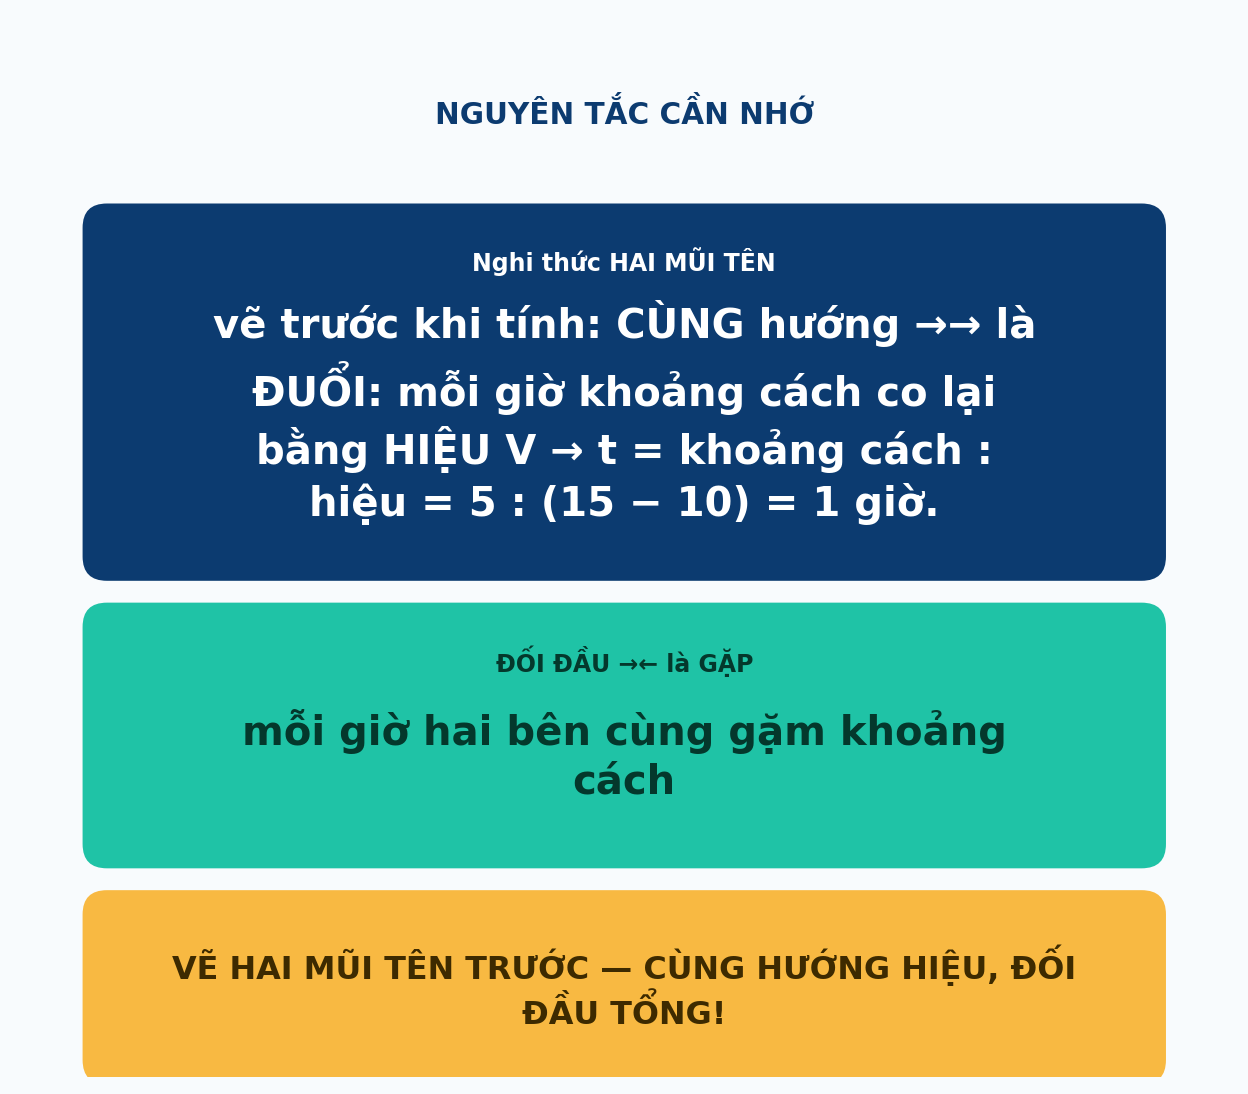 NGUYÊN TẮC CẦN NHỚ
Nghi thức HAI MŨI TÊN
vẽ trước khi tính: CÙNG hướng →→ là
ĐUỔI: mỗi giờ khoảng cách co lại
bằng HIỆU V → t = khoảng cách :
hiệu = 5 : (15 − 10) = 1 giờ.
ĐỐI ĐẦU →← là GẶP
mỗi giờ hai bên cùng gặm khoảng
cách
VẼ HAI MŨI TÊN TRƯỚC — CÙNG HƯỚNG HIỆU, ĐỐI
ĐẦU TỔNG!